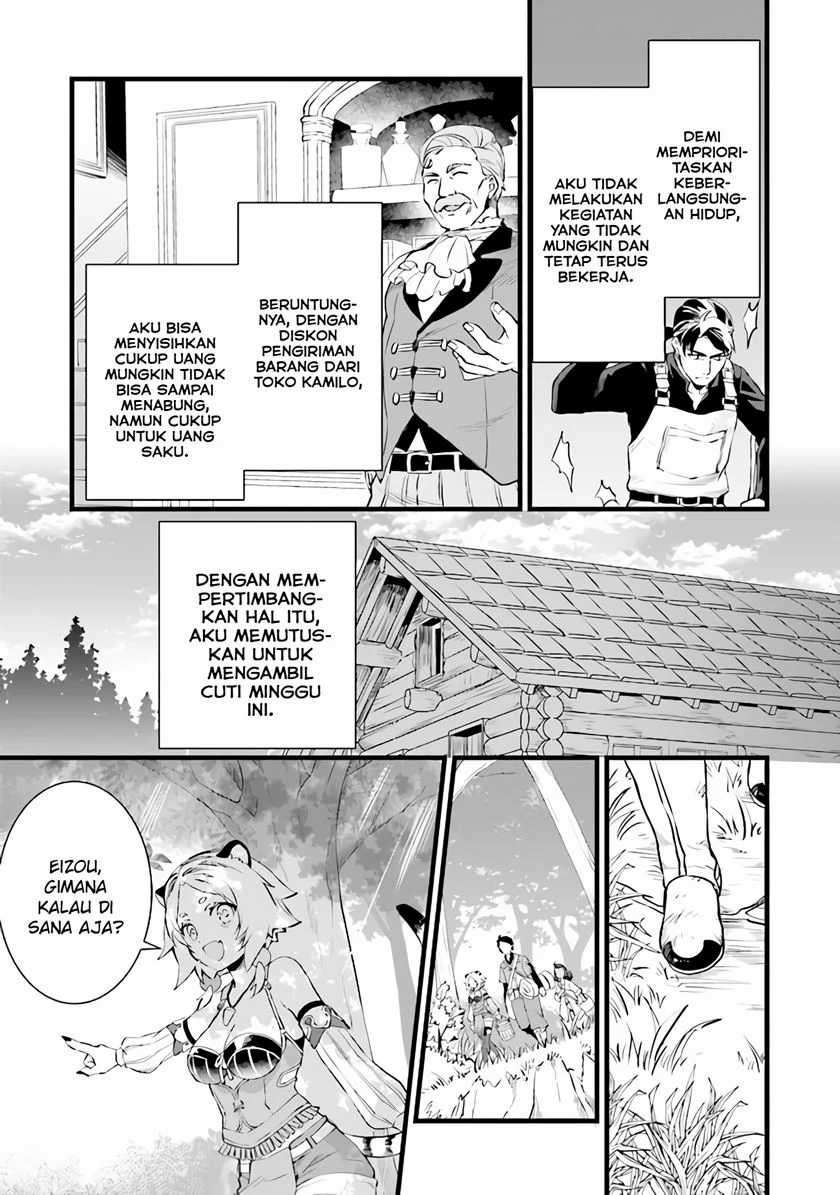 DEMI
MEMPRIORI-
TASKAN
KEBER-
LANGSUNG-
AN HIDUP,
AKU TIDAK
MELAKUKAN
KEGIATAN
YANG TIDAK
MUNGKIN DAN
TETAP TERUS
BEKERJA.
BERUNTUNG-
NYA, DENGAN
DISKON
PENGIRIMAN
BARANG DARI
TOKO KAMILO,
AKU BISA
MENYISIHKAN
CUKUP UANG
MUNGKIN TIDAK
BISA SAMPAI
MENABUNG,
NAMUN CUKUP
UNTUK UANG
SAKU.
DENGAN MEM-
PERTIMBANG-
KAN HAL ITU,
AKU MEMUTUS-
KAN UNTUK
MENGAMBIL
CUTI MINGGU
INI.
EIZOU,
GIMANA
KALAU DI
SANA AJA?